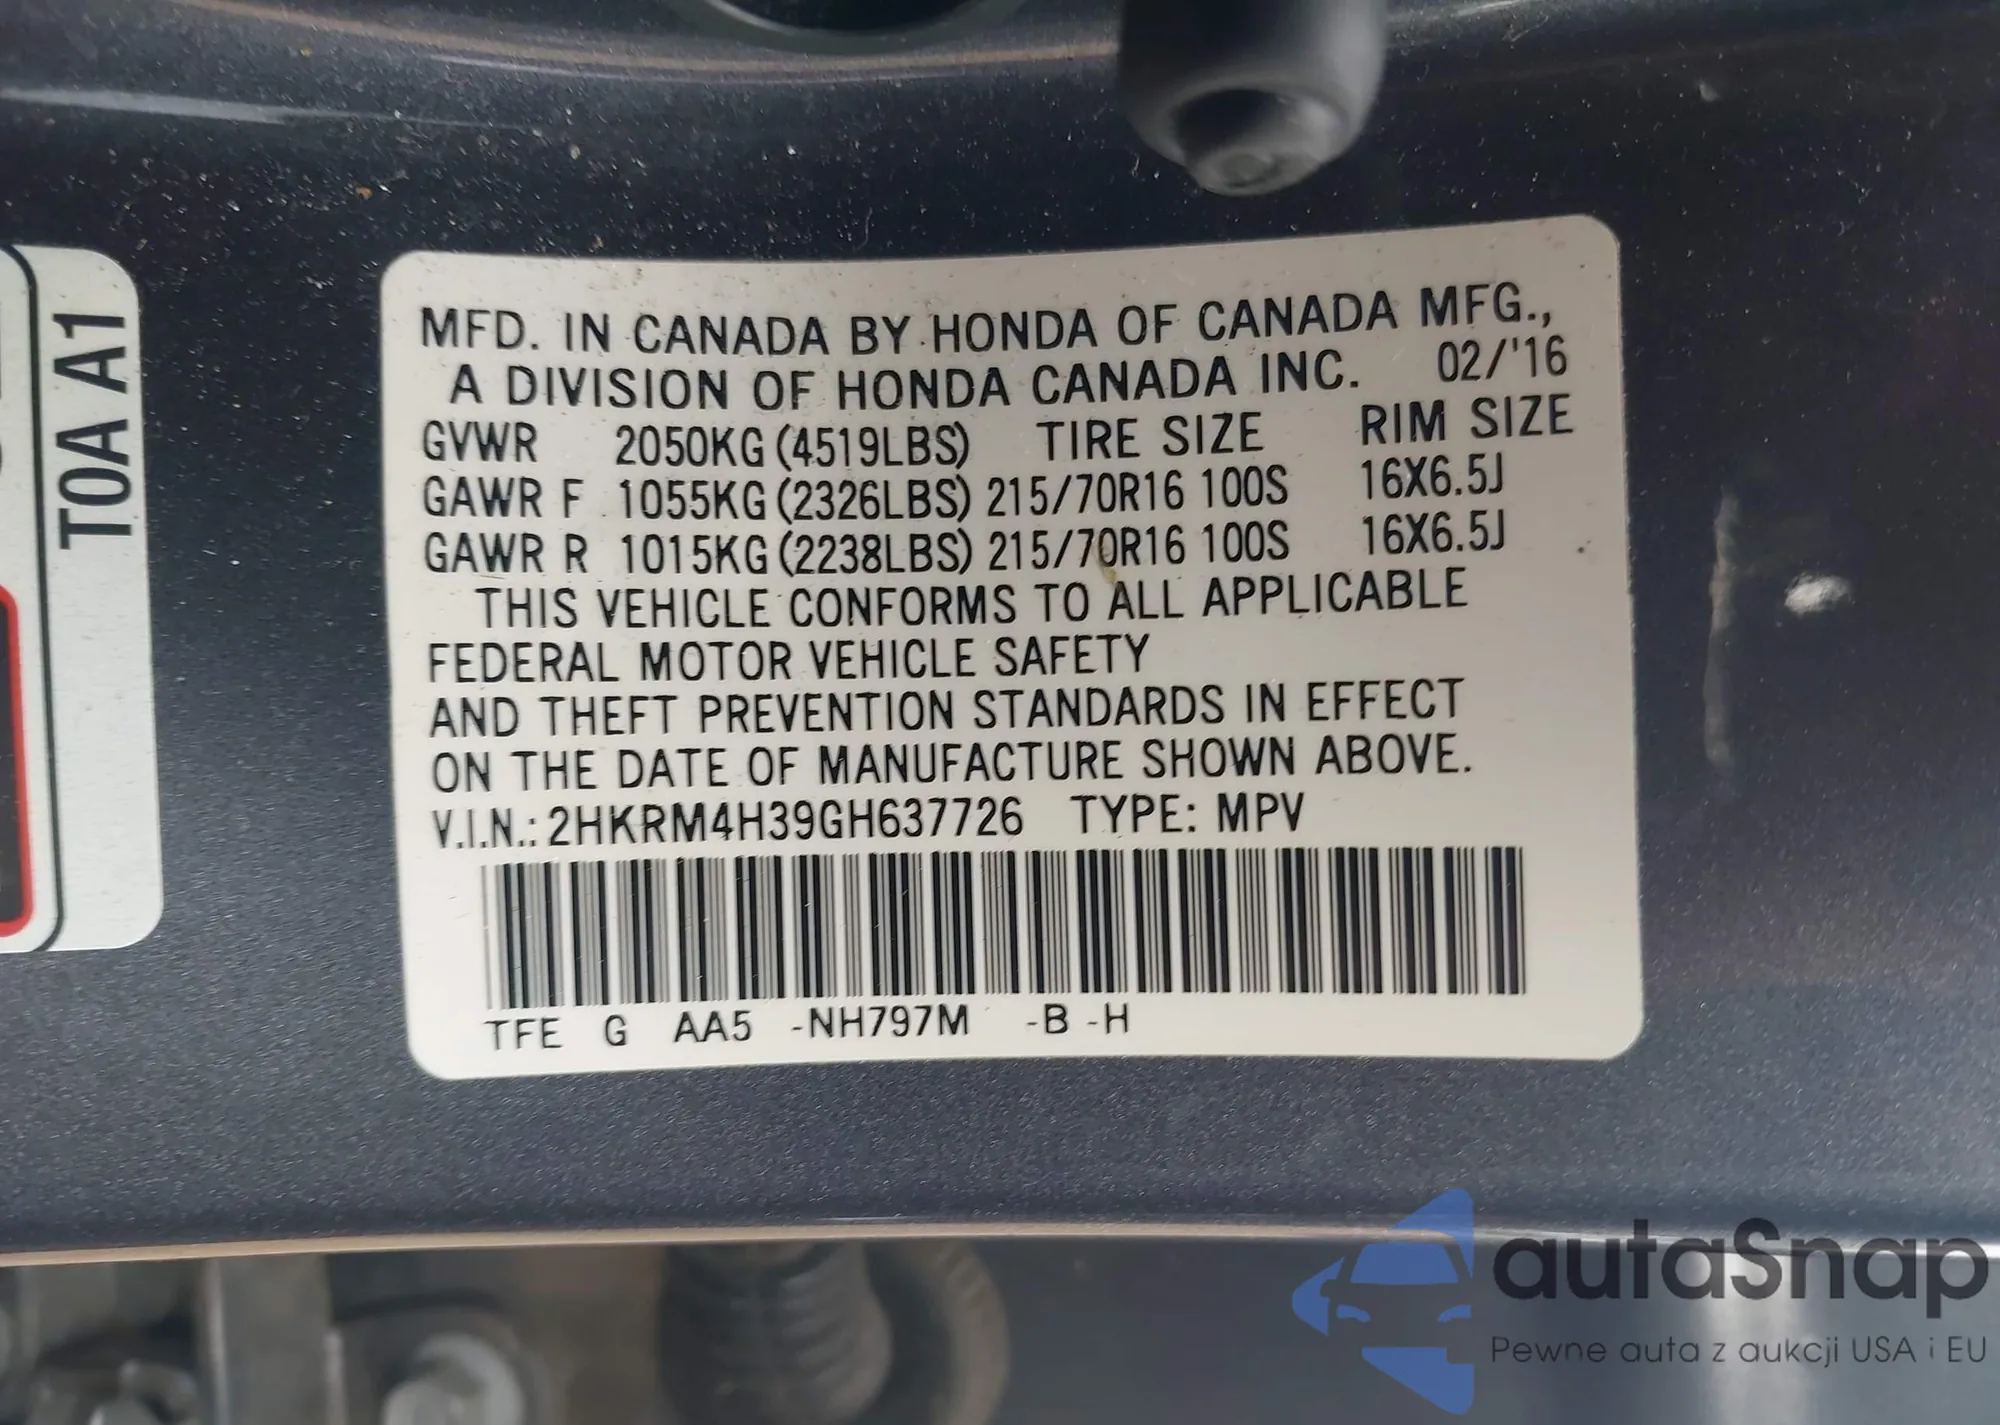 T0A A1
MFD. IN CANADA BY HONDA OF CANADA MFG.,
A DIVISION OF HONDA CANADA INC. 02/'16
GVWR 2050KG (4519LBS) TIRE SIZE RIM SIZE
GAWR F 1055KG (2326LBS) 215/70R16 100S 16X6.5J
GAWR R 1015KG (2238LBS) 215/70R16 100S 16X6.5J
THIS VEHICLE CONFORMS TO ALL APPLICABLE
FEDERAL MOTOR VEHICLE SAFETY
AND THEFT PREVENTION STANDARDS IN EFFECT
ON THE DATE OF MANUFACTURE SHOWN ABOVE.
V.I.N.: 2HKRM4H39GH637726 TYPE: MPV
TFE G AA5 -NH797M -B -H
autaSnap
Pewne auta z aukcji USA i EU